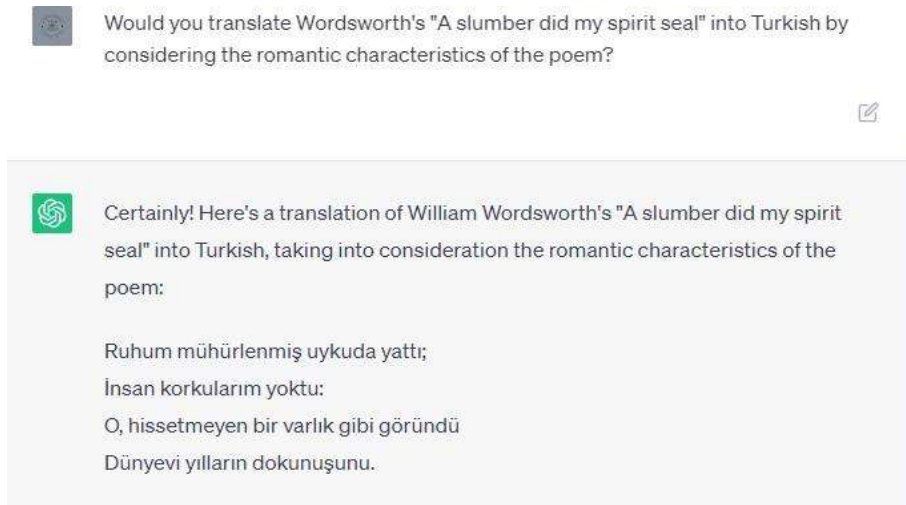 Would you translate Wordsworth's "A slumber did my spirit seal" into Turkish by
considering the romantic characteristics of the poem?
Certainly! Here's a translation of William Wordsworth's "A slumber did my spirit
seal" into Turkish, taking into consideration the romantic characteristics of the
poem:
Ruhum mühürlenmiş uykuda yattı;
İnsan korkularım yoktu:
O, hissetmeyen bir varlık gibi göründü
Dünyevi yılların dokunuşunu.